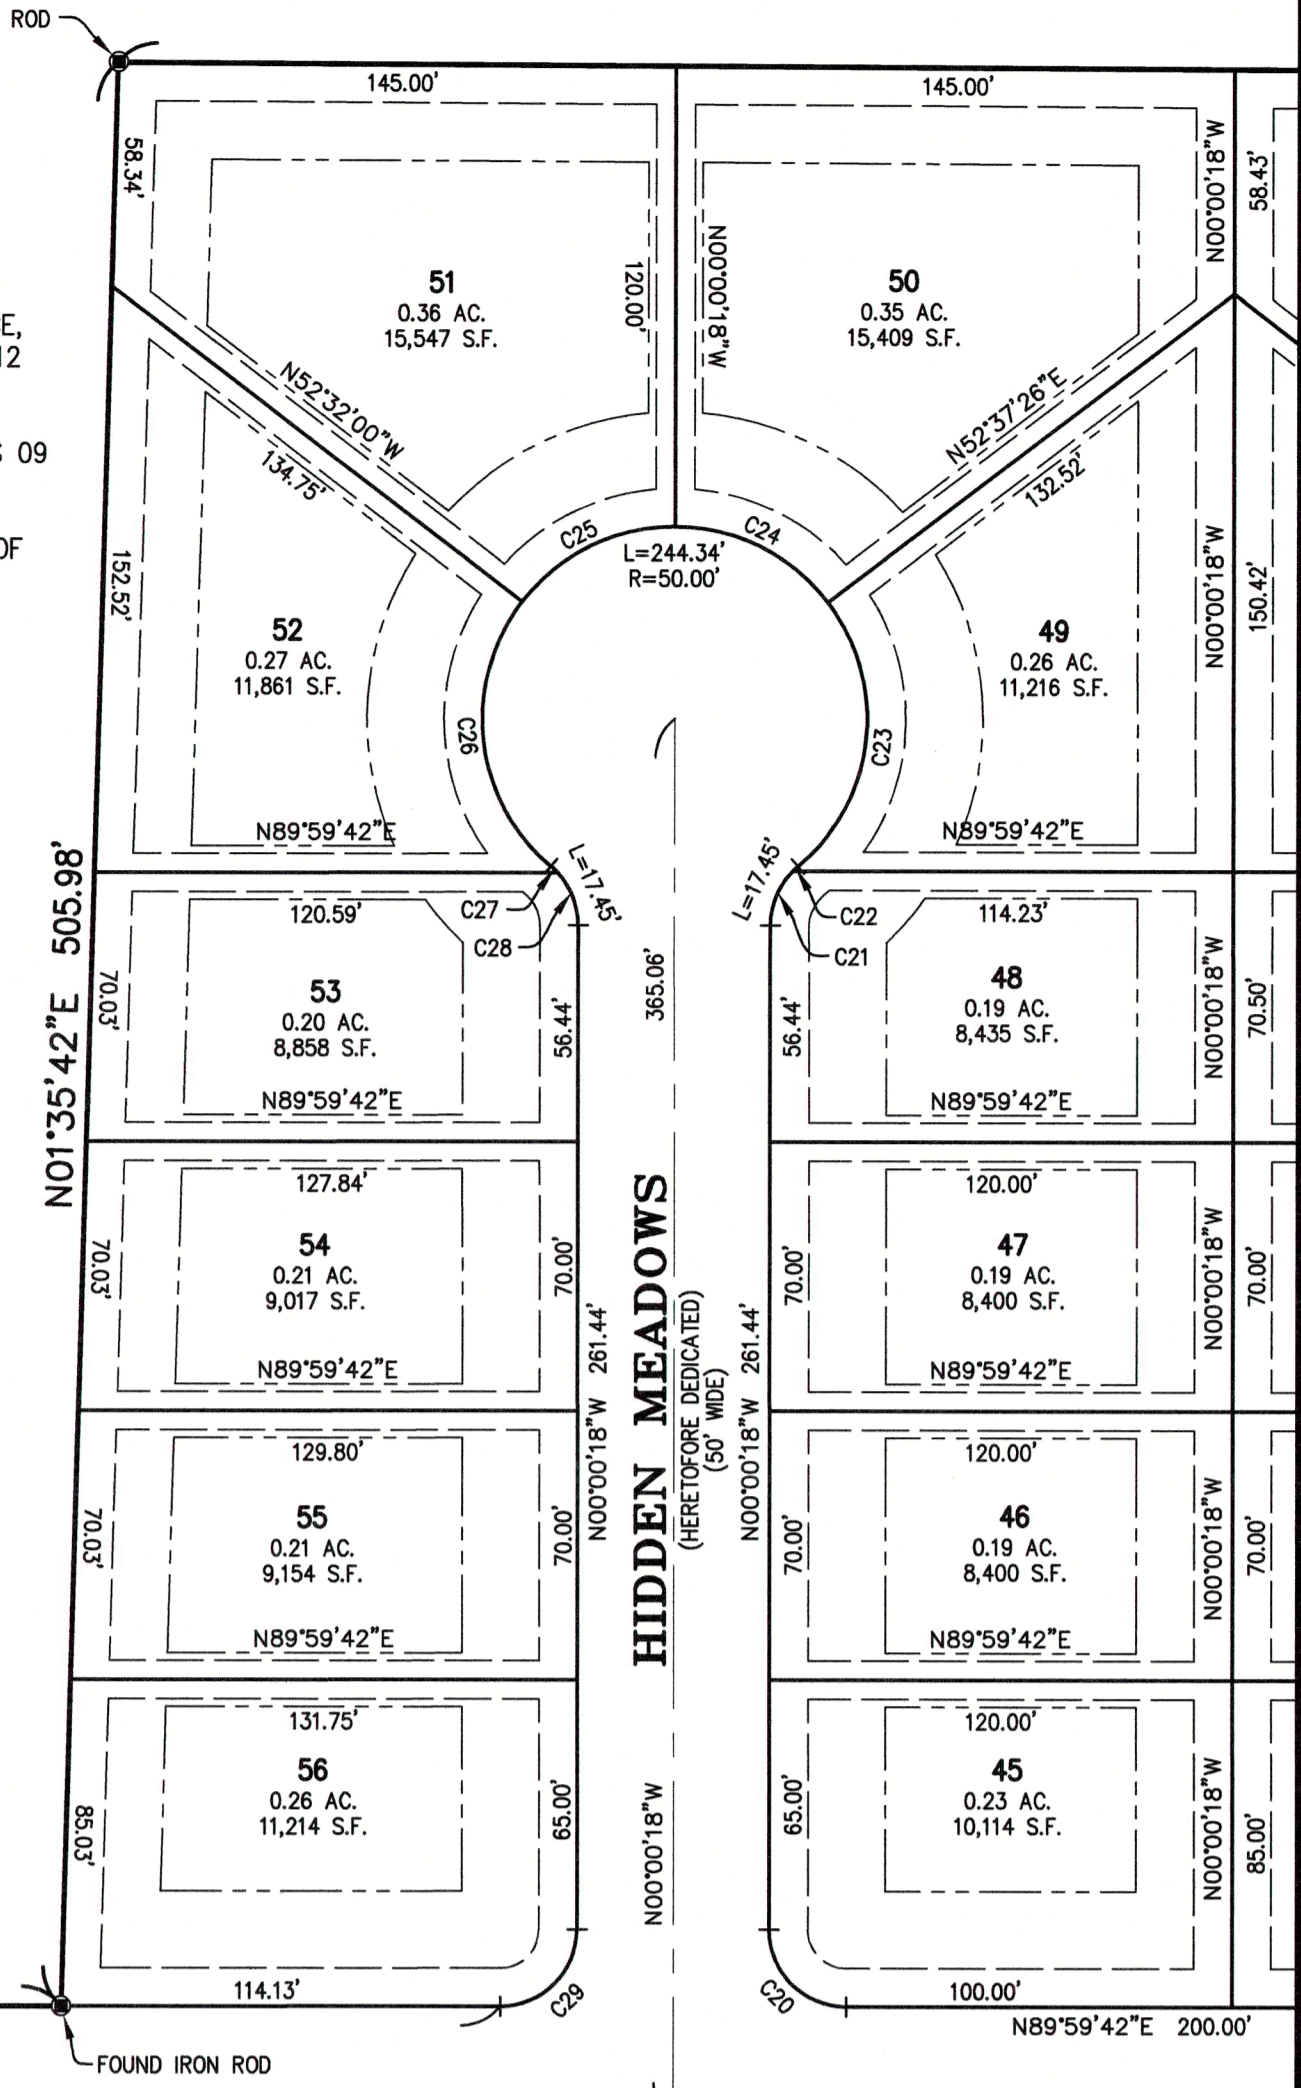 ROD
145.00'
145.00'
58.34'
N00°00'18"W
58.43'
51
0.36 AC.
15,547 S.F.
120.00'
N00°00'18"W
50
0.35 AC.
15,409 S.F.
E,
12
N52°32'00"W
134.75'
N52°37'26"E
132.52'
S 09
OF
C25
C24
L=244.34'
R=50.00'
152.52'
52
0.27 AC.
11,861 S.F.
49
0.26 AC.
11,216 S.F.
N00°00'18"W
150.42'
C26
C23
N89°59'42"E
N89°59'42"E
L=17.45'
L=17.45'
C27
C28
C22
C21
N01°35'42"E 505.98'
120.59'
114.23'
70.03'
53
0.20 AC.
8,858 S.F.
56.44'
365.06'
56.44'
48
0.19 AC.
8,435 S.F.
N00°00'18"W
70.50'
N89°59'42"E
N89°59'42"E
127.84'
120.00'
70.03'
54
0.21 AC.
9,017 S.F.
70.00'
70.00'
47
0.19 AC.
8,400 S.F.
N00°00'18"W
70.00'
N89°59'42"E
N89°59'42"E
N00°00'18"W 261.44'
HIDDEN MEADOWS
(HERETOFORE DEDICATED)
(50' WIDE)
N00°00'18"W 261.44'
129.80'
120.00'
70.03'
55
0.21 AC.
9,154 S.F.
70.00'
70.00'
46
0.19 AC.
8,400 S.F.
N00°00'18"W
70.00'
N89°59'42"E
N89°59'42"E
131.75'
120.00'
85.03'
56
0.26 AC.
11,214 S.F.
65.00'
N00°00'18"W
65.00'
45
0.23 AC.
10,114 S.F.
N00°00'18"W
85.00'
114.13'
C29
C20
100.00'
N89°59'42"E 200.00'
FOUND IRON ROD